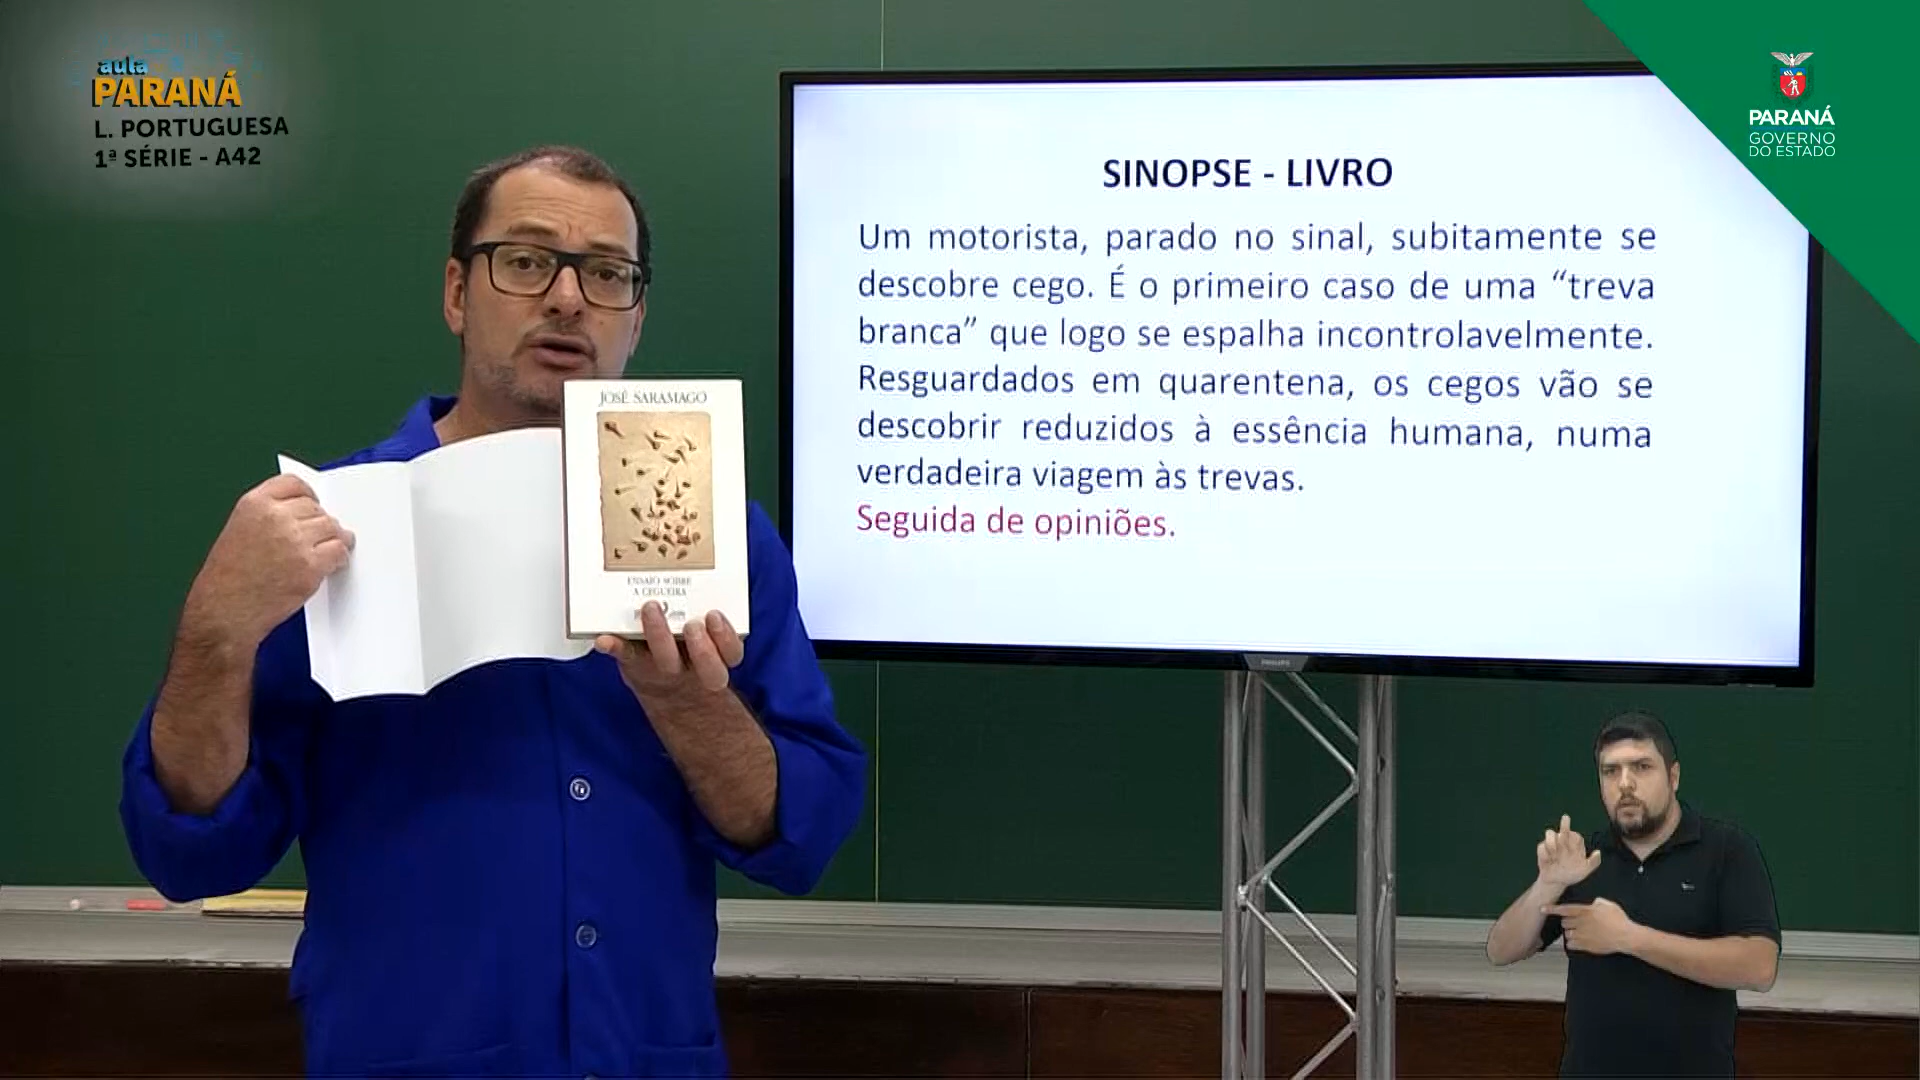 aula
PARANÁ
L. PORTUGUESA
1ª SÉRIE - A42
PARANÁ
GOVERNO
DO ESTADO
SINOPSE - LIVRO
Um motorista, parado no sinal, subitamente se
descobre cego. É o primeiro caso de uma “treva
branca” que logo se espalha incontrolavelmente.
Resguardados em quarentena, os cegos vão se
descobrir reduzidos à essência humana, numa
verdadeira viagem às trevas.
Seguida de opiniões.
PHILIPS
JOSÉ SARAMAGO
ENSAIO SOBRE
A CEGUEIRA